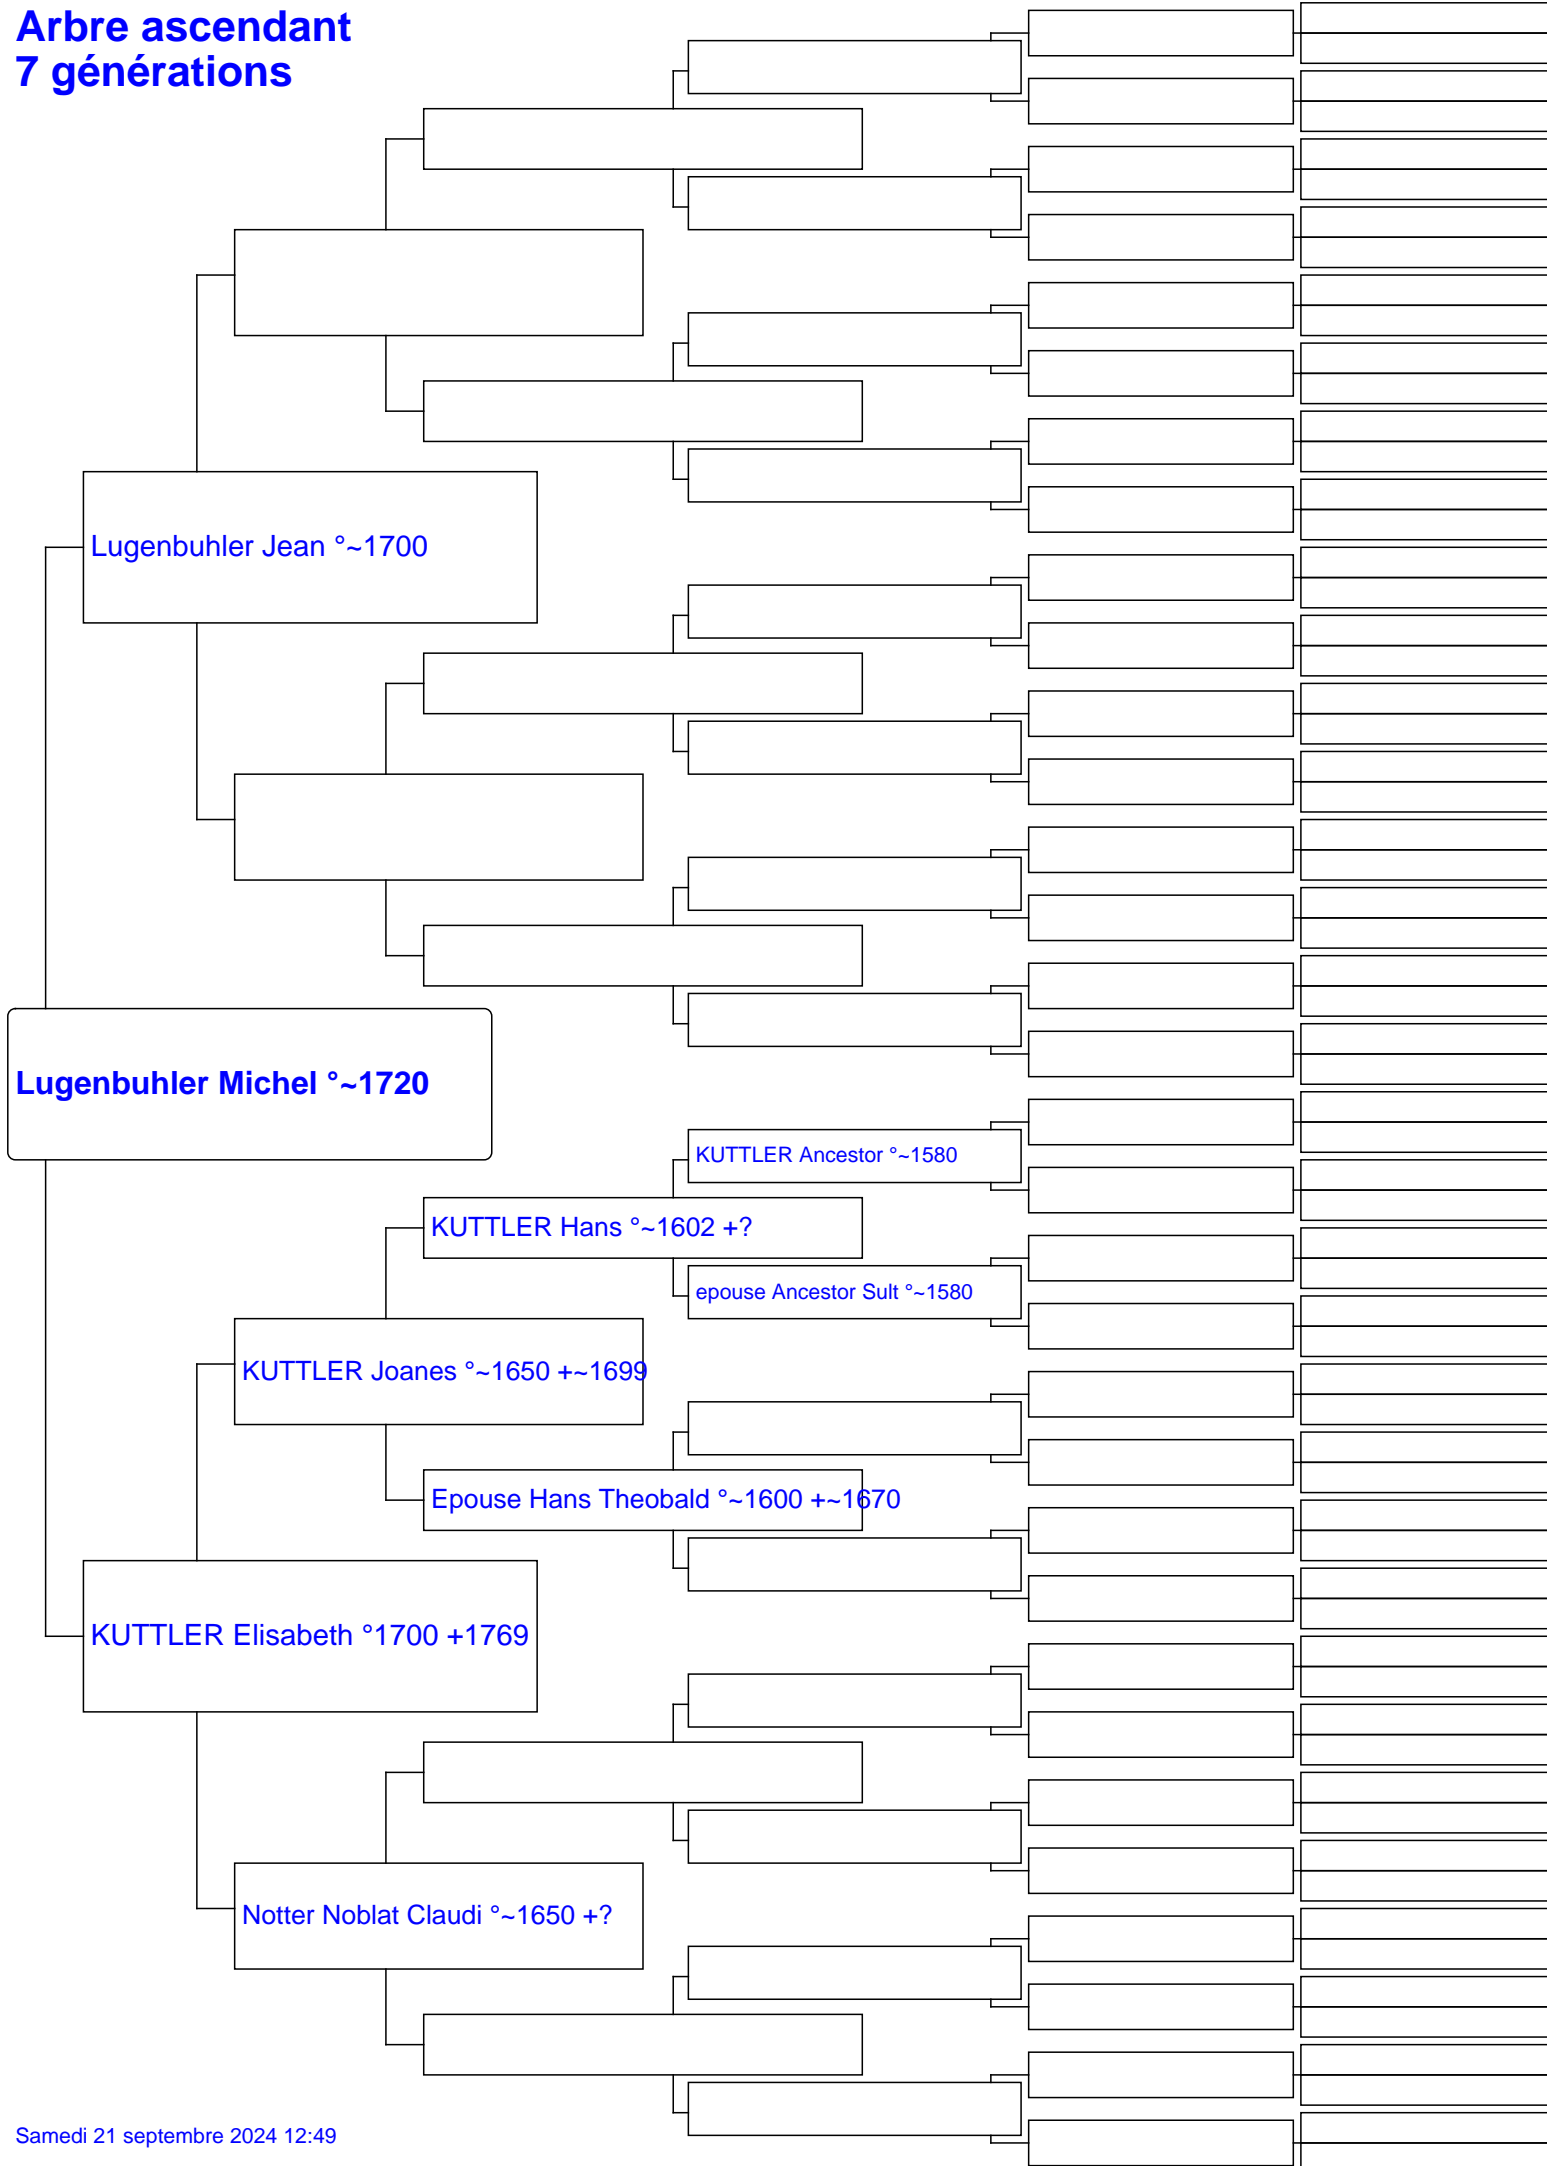 Arbre ascendant
7 générations
Lugenbuhler Jean °~1700
Lugenbuhler Michel °~1720
KUTTLER Ancestor °~1580
KUTTLER Hans °~1602 +?
epouse Ancestor Sult °~1580
KUTTLER Joanes °~1650 +~1699
Epouse Hans Theobald °~1600 +~1670
KUTTLER Elisabeth °1700 +1769
Notter Noblat Claudi °~1650 +?
Samedi 21 septembre 2024 12:49